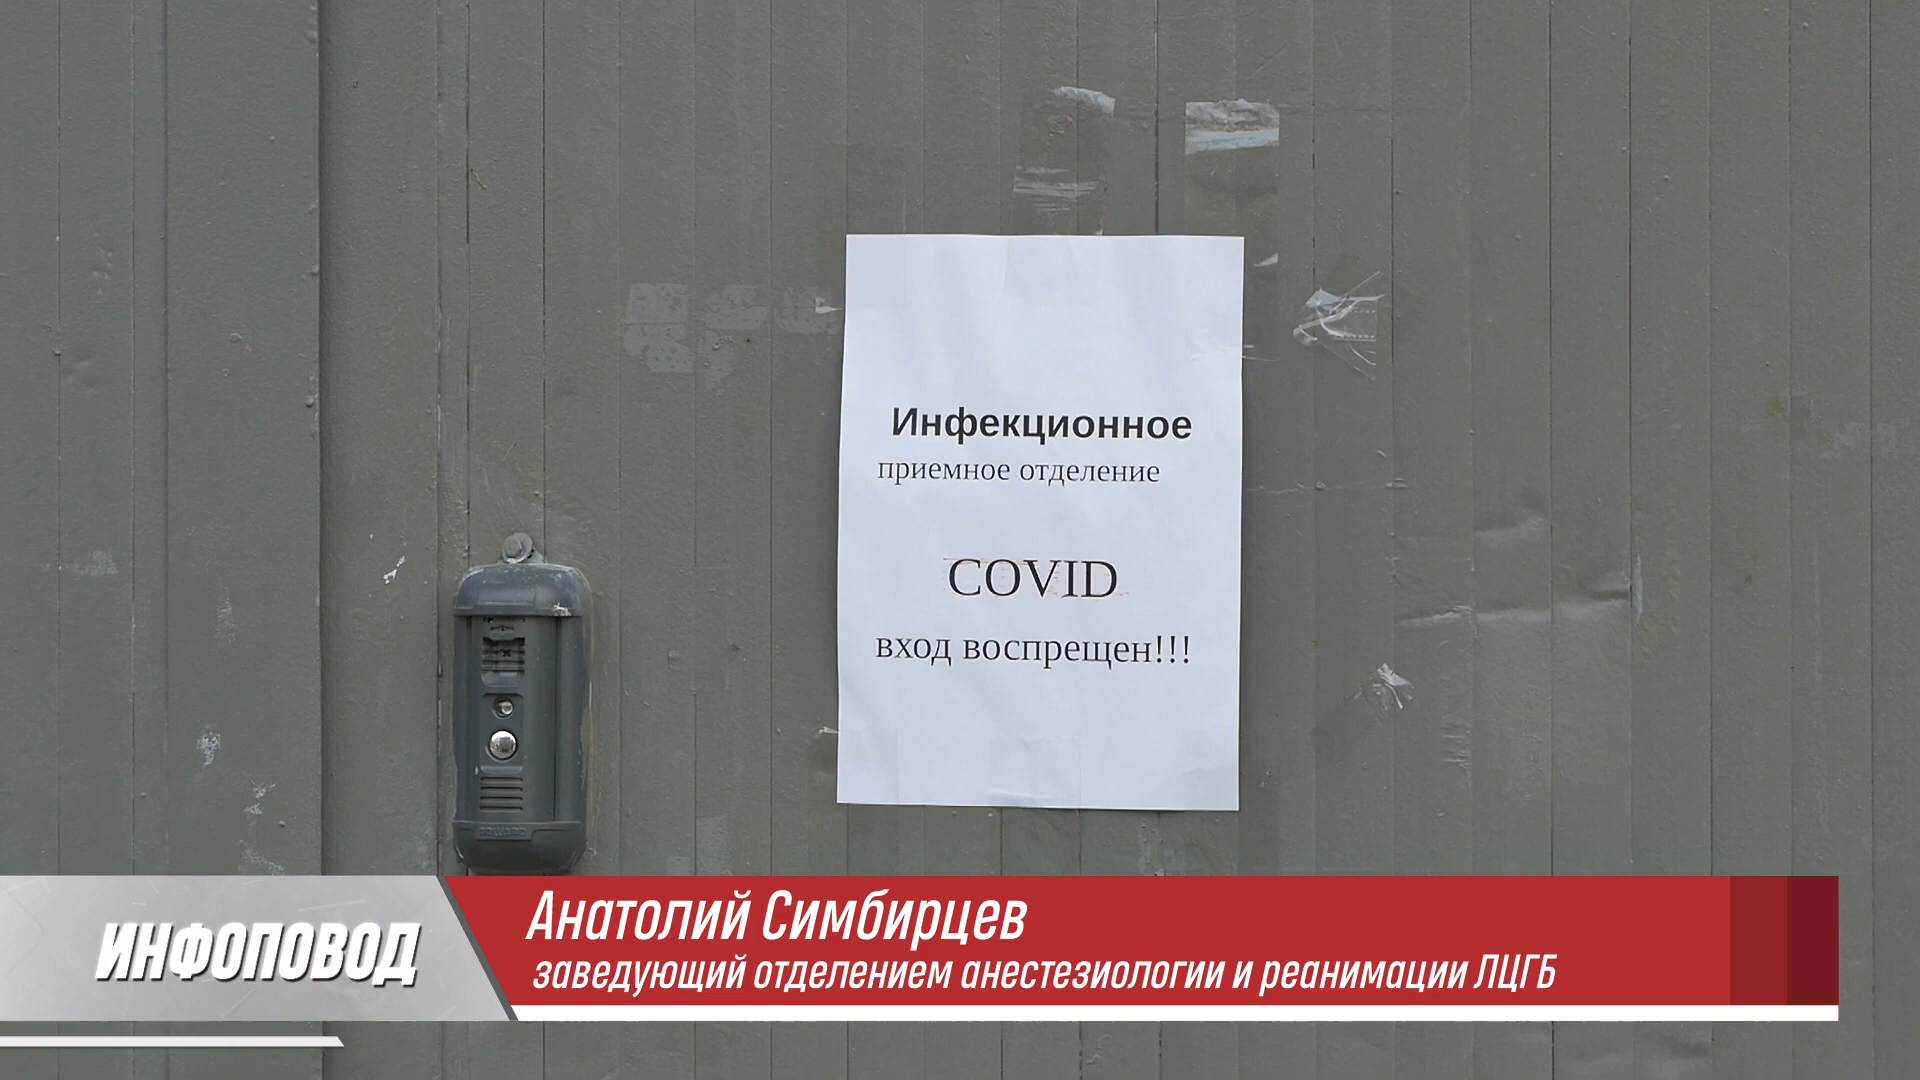 Инфекционное
приемное отделение
COVID
вход воспрещен!!!
ИНФОПОВОД
Анатолий Симбирцев
заведующий отделением анестезиологии и реанимации ЛЦГБ